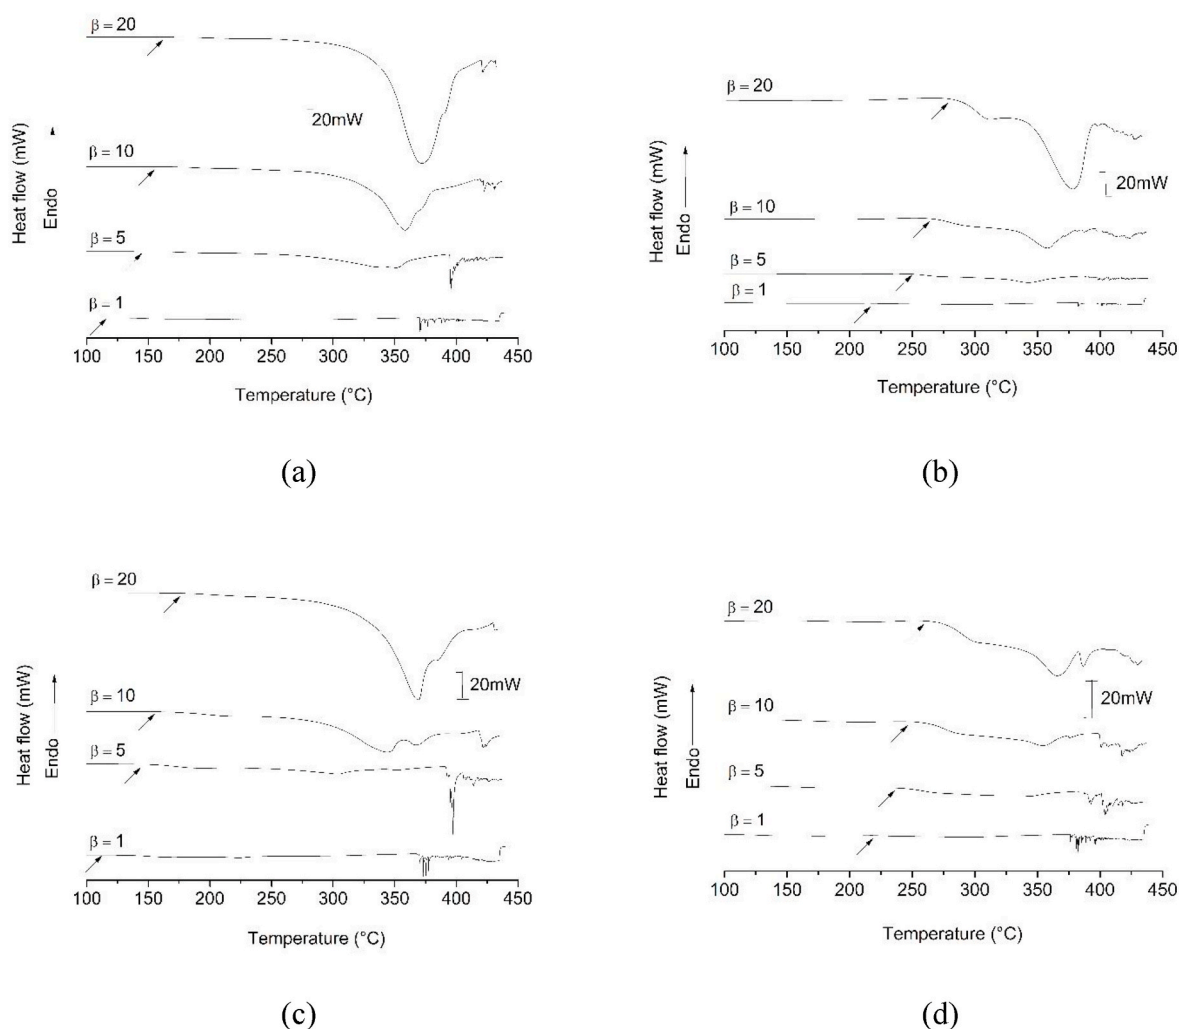 β = 20
20mW
β = 10
β = 5
β = 1
Heat flow (mW)
Endo
100 150 200 250 300 350 400 450
Temperature (°C)
(a)
β = 20
20mW
β = 10
β = 5
β = 1
Heat flow (mW)
Endo
100 150 200 250 300 350 400 450
Temperature (°C)
(b)
β = 20
20mW
β = 10
β = 5
β = 1
Heat flow (mW)
Endo
100 150 200 250 300 350 400 450
Temperature (°C)
(c)
β = 20
20mW
β = 10
β = 5
β = 1
Heat flow (mW)
Endo
100 150 200 250 300 350 400 450
Temperature (°C)
(d)